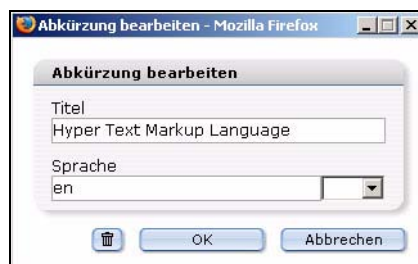 Abkürzung bearbeiten - Mozilla Firefox
Abkürzung bearbeiten
Titel
Hyper Text Markup Language
Sprache
en
OK Abbrechen